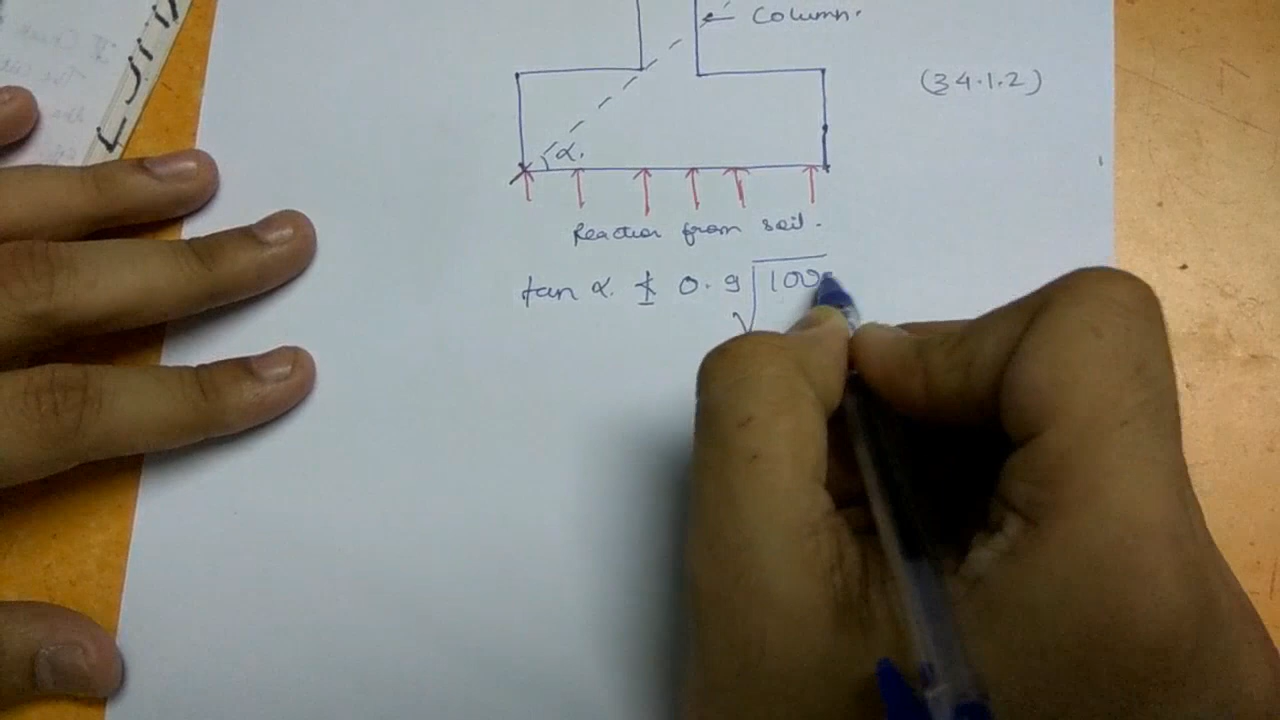 ← Column.
(34.1.2)
α.
Reaction from soil.
tan α. ≮ 0.9 √100